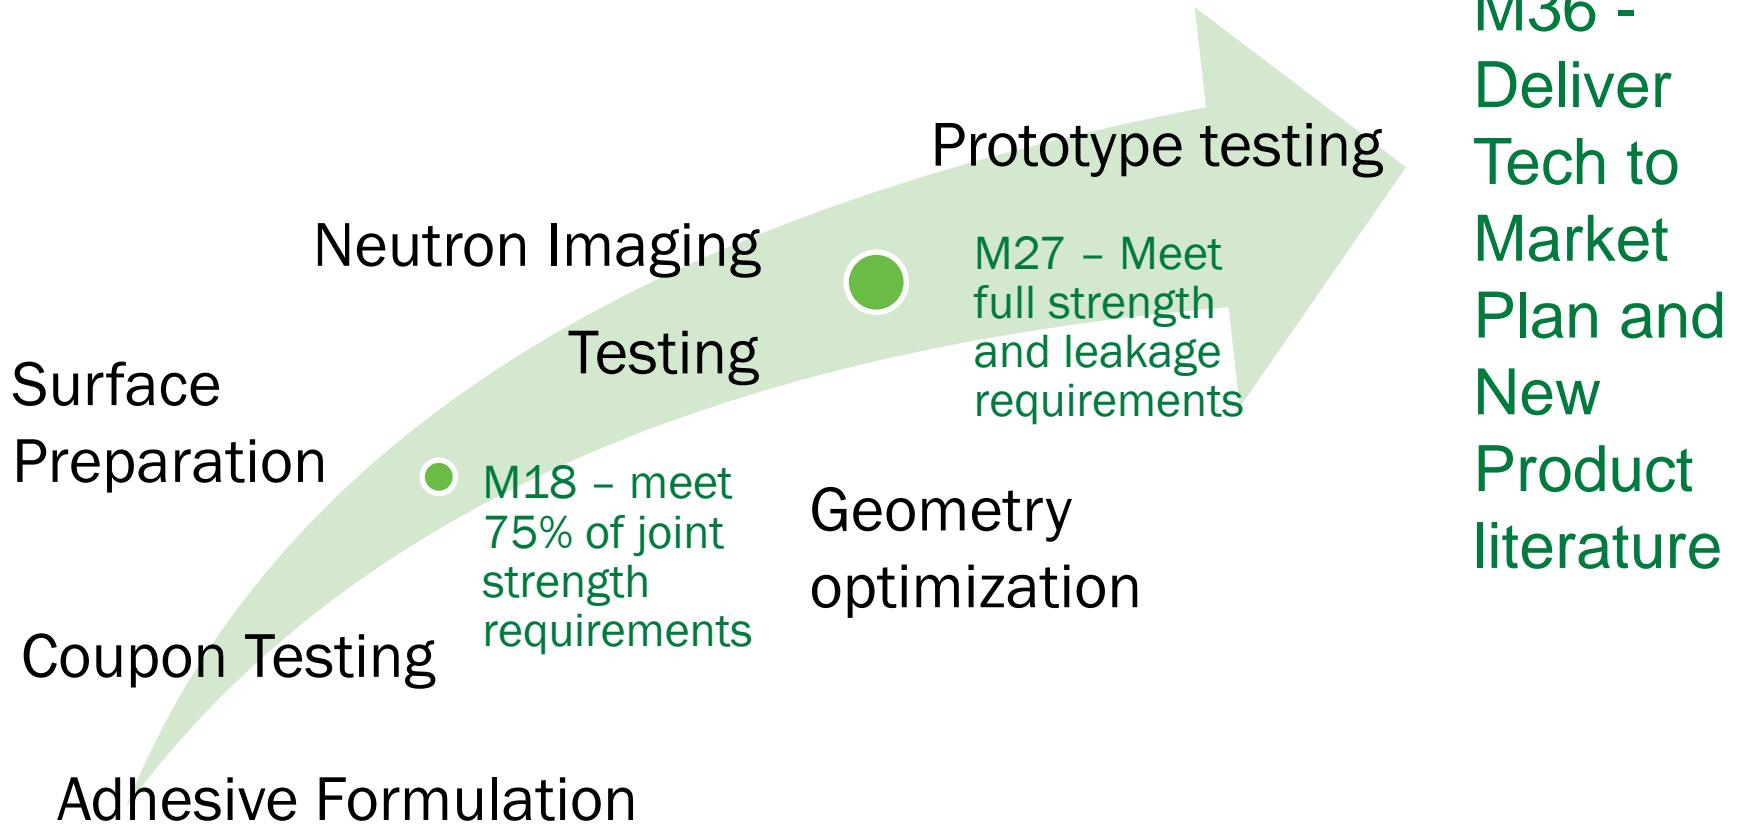 M36 -
Deliver
Tech to
Market
Plan and
New
Product
literature
Prototype testing
Neutron Imaging
M27 – Meet
full strength
and leakage
requirements
Testing
Surface
Preparation
M18 – meet
75% of joint
strength
requirements
Geometry
optimization
Coupon Testing
Adhesive Formulation